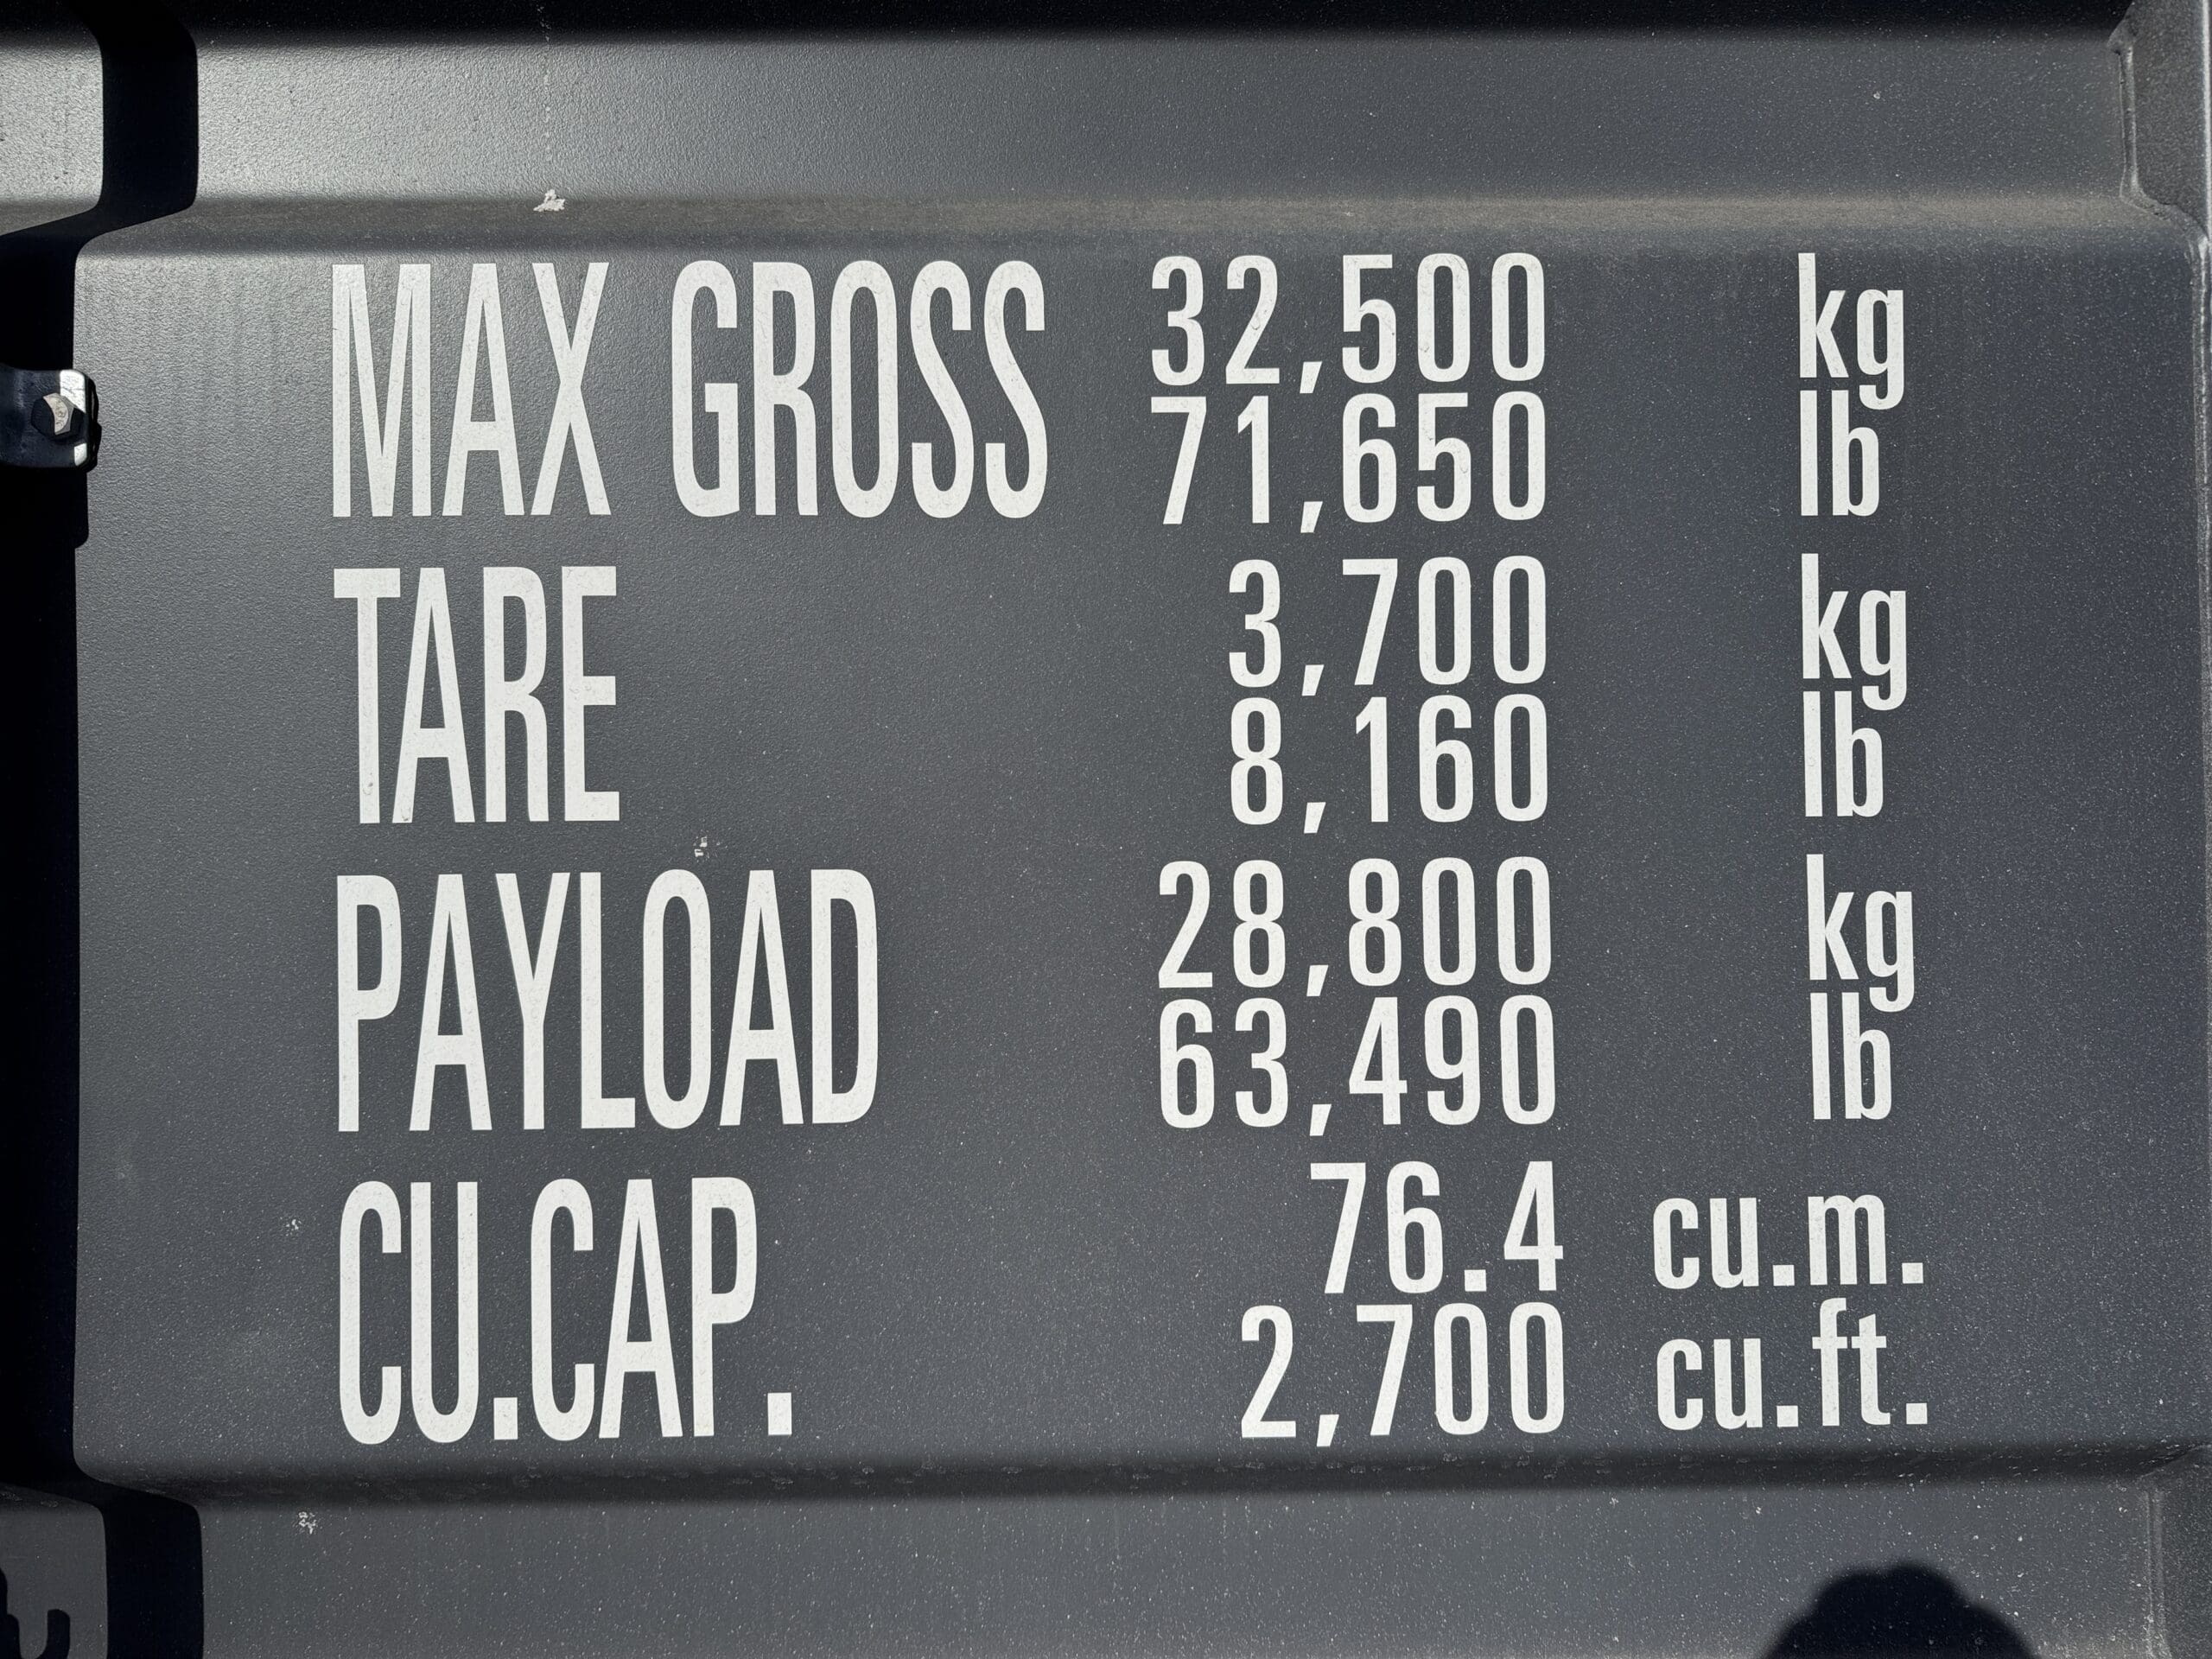 MAX GROSS 32,500 kg
71,650 lb
TARE 3,700 kg
8,160 lb
PAYLOAD 28,800 kg
63,490 lb
CU.CAP. 76.4 cu.m.
2,700 cu.ft.